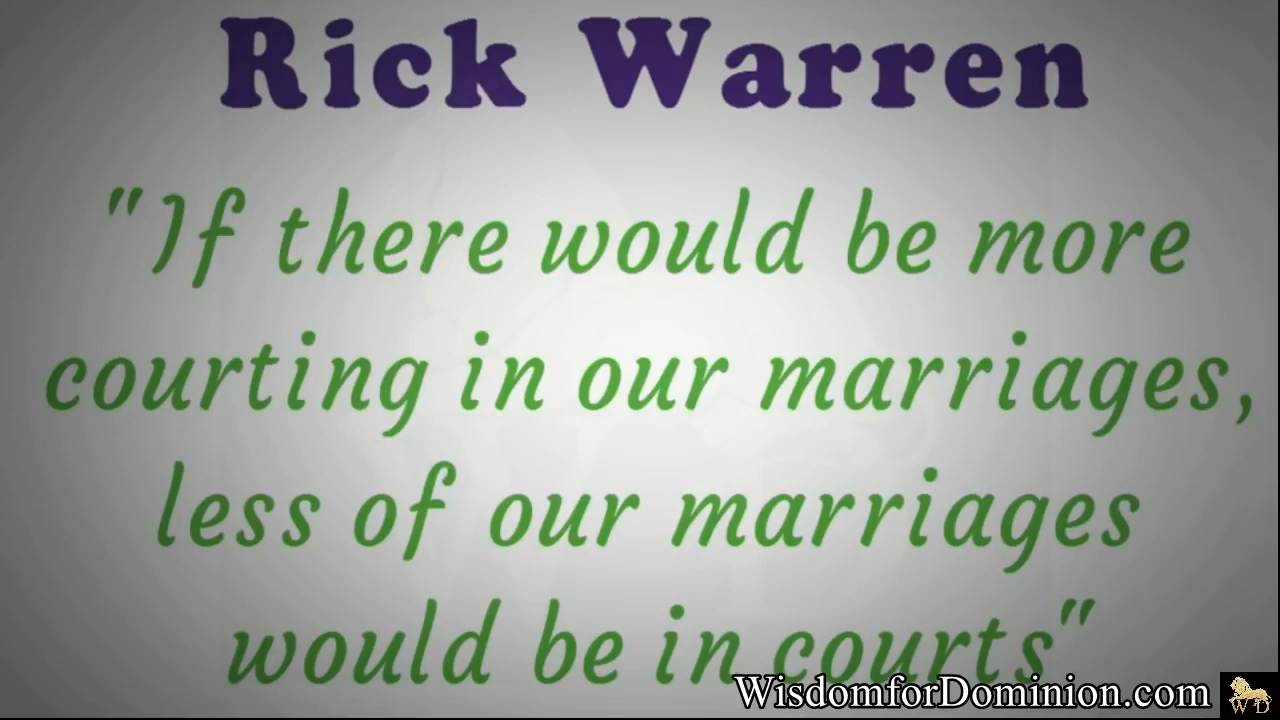 Rick Warren
"If there would be more
courting in our marriages,
less of our marriages
would be in courts"
WisdomforDominion.com
WD